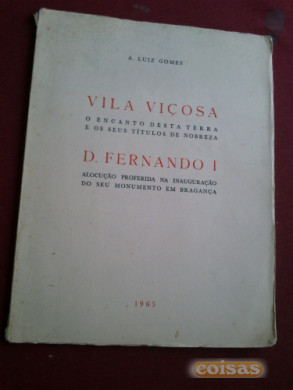 A. LUIZ GOMES
VILA VIÇOSA
O ENCANTO DESTA TERRA
E OS SEUS TÍTULOS DE NOBREZA
D. FERNANDO I
ALOCUÇÃO PROFERIDA NA INAUGURAÇÃO
DO SEU MONUMENTO EM BRAGANÇA
1965
coisas